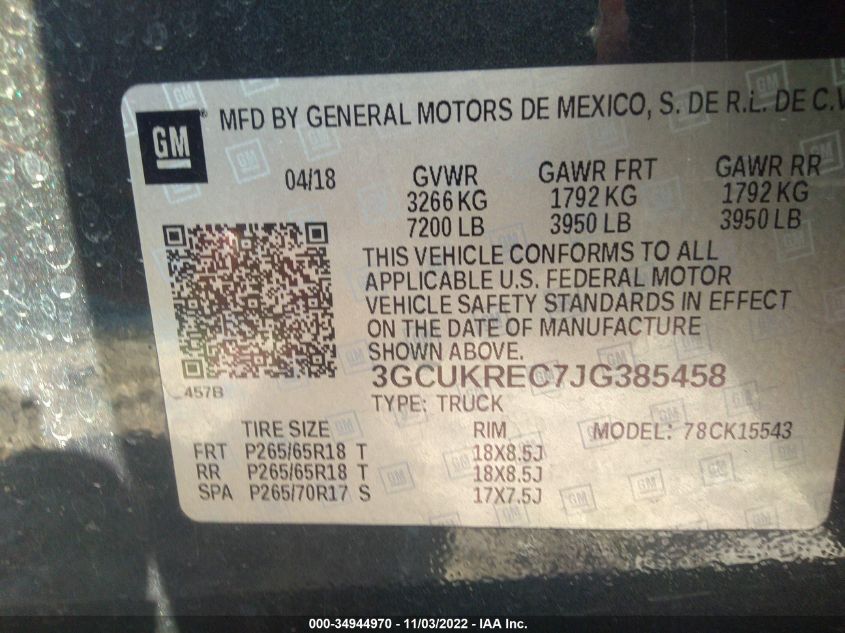 GM
MFD BY GENERAL MOTORS DE MEXICO, S. DE R.L. DE C.V
04/18 GVWR GAWR FRT GAWR RR
3266 KG 1792 KG 1792 KG
7200 LB 3950 LB 3950 LB
THIS VEHICLE CONFORMS TO ALL
APPLICABLE U.S. FEDERAL MOTOR
VEHICLE SAFETY STANDARDS IN EFFECT
ON THE DATE OF MANUFACTURE
SHOWN ABOVE.
3GCUKREC7JG385458
457B
TYPE: TRUCK
TIRE SIZE RIM MODEL: 78CK15543
FRT P265/65R18 T 18X8.5J
RR P265/65R18 T 18X8.5J
SPA P265/70R17 S 17X7.5J
000-34944970 - 11/03/2022 - IAA Inc.